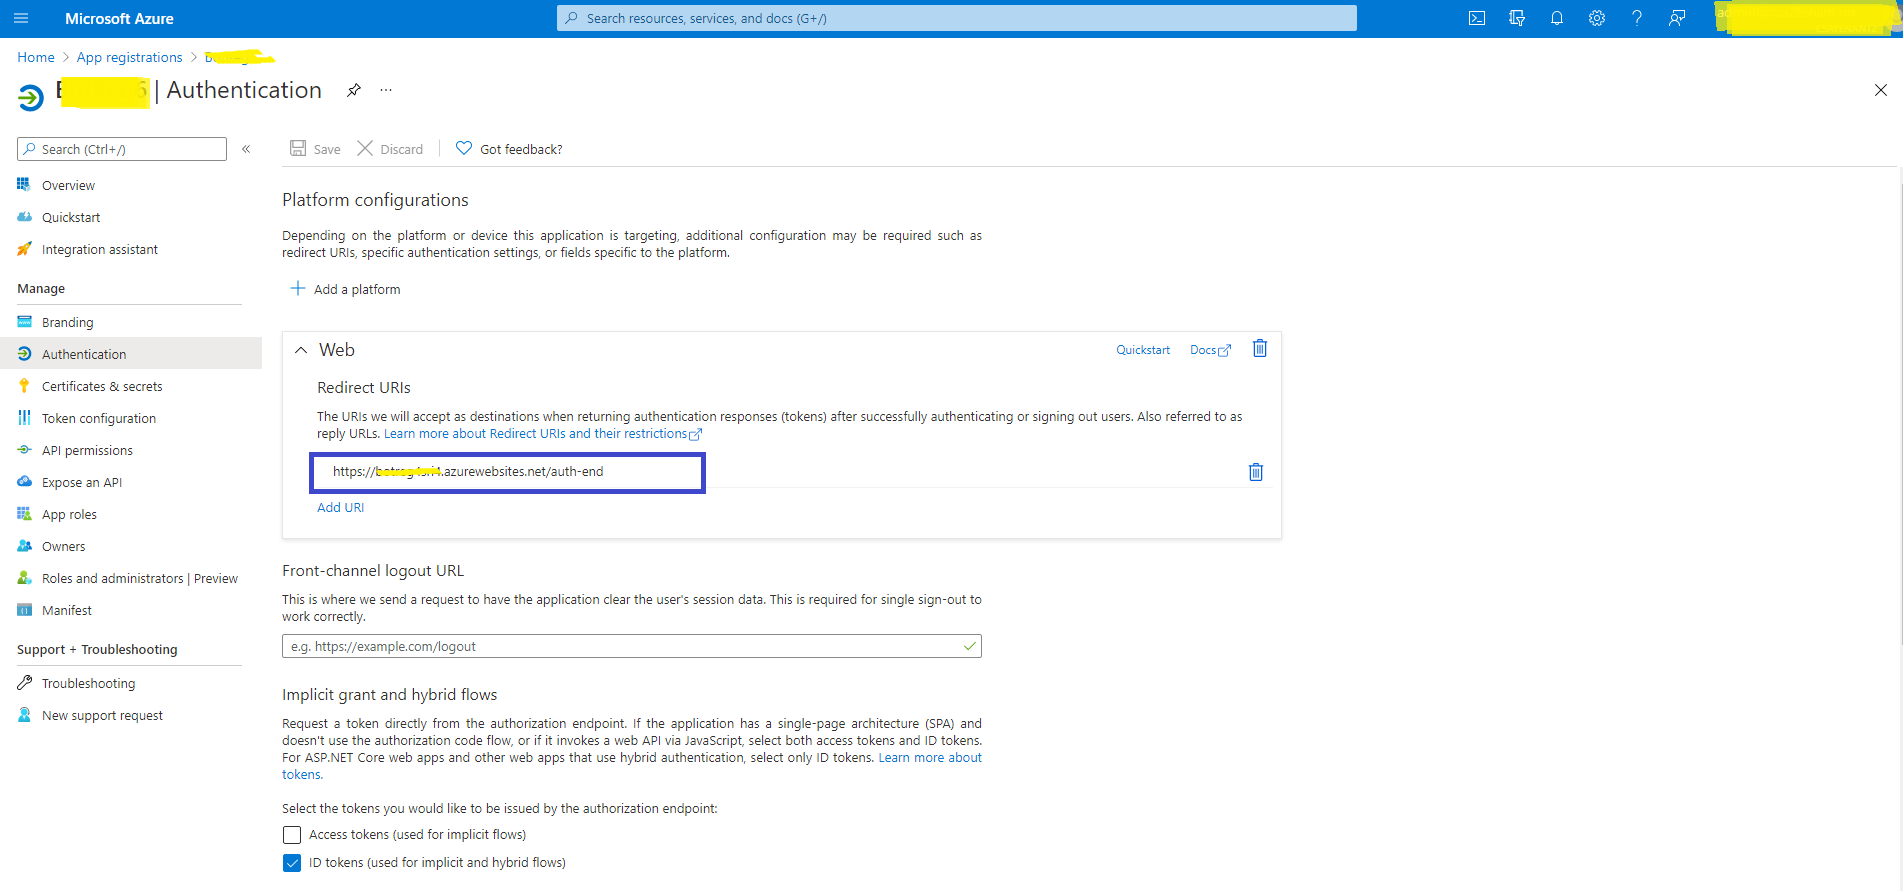 Microsoft Azure
Search resources, services, and docs (G+/)
Home > App registrations >
| Authentication
Search (Ctrl+/)
«
Save
Discard
Got feedback?
Overview
Quickstart
Integration assistant
Manage
Branding
Authentication
Certificates & secrets
Token configuration
API permissions
Expose an API
App roles
Owners
Roles and administrators | Preview
Manifest
Support + Troubleshooting
Troubleshooting
New support request
Platform configurations
Depending on the platform or device this application is targeting, additional configuration may be required such as
redirect URIs, specific authentication settings, or fields specific to the platform.
Add a platform
Web
Quickstart
Docs
Redirect URIs
The URIs we will accept as destinations when returning authentication responses (tokens) after successfully authenticating or signing out users. Also referred to as
reply URLs. Learn more about Redirect URIs and their restrictions
https:// .azurewebsites.net/auth-end
Add URI
Front-channel logout URL
This is where we send a request to have the application clear the user's session data. This is required for single sign-out to
work correctly.
e.g. https://example.com/logout
Implicit grant and hybrid flows
Request a token directly from the authorization endpoint. If the application has a single-page architecture (SPA) and
doesn't use the authorization code flow, or if it invokes a web API via JavaScript, select both access tokens and ID tokens.
For ASP.NET Core web apps and other web apps that use hybrid authentication, select only ID tokens. Learn more about
tokens.
Select the tokens you would like to be issued by the authorization endpoint:
Access tokens (used for implicit flows)
ID tokens (used for implicit and hybrid flows)